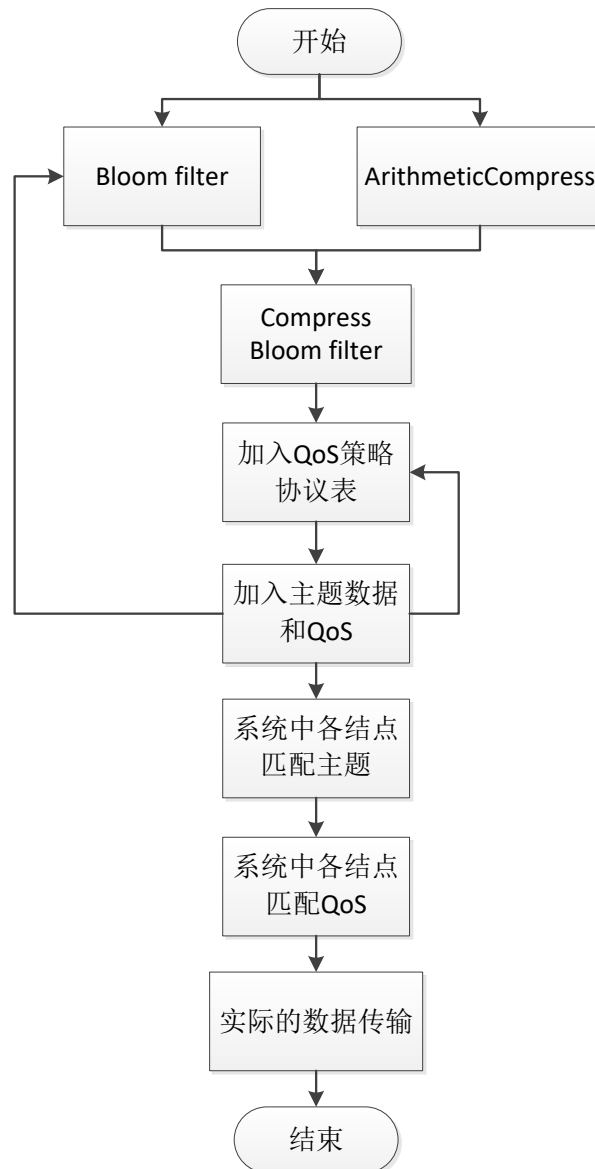 开始
Bloom filter
ArithmeticCompress
Compress
Bloom filter
加入QoS策略
协议表
加入主题数据
和QoS
系统中各结点
匹配主题
系统中各结点
匹配QoS
实际的数据传输
结束